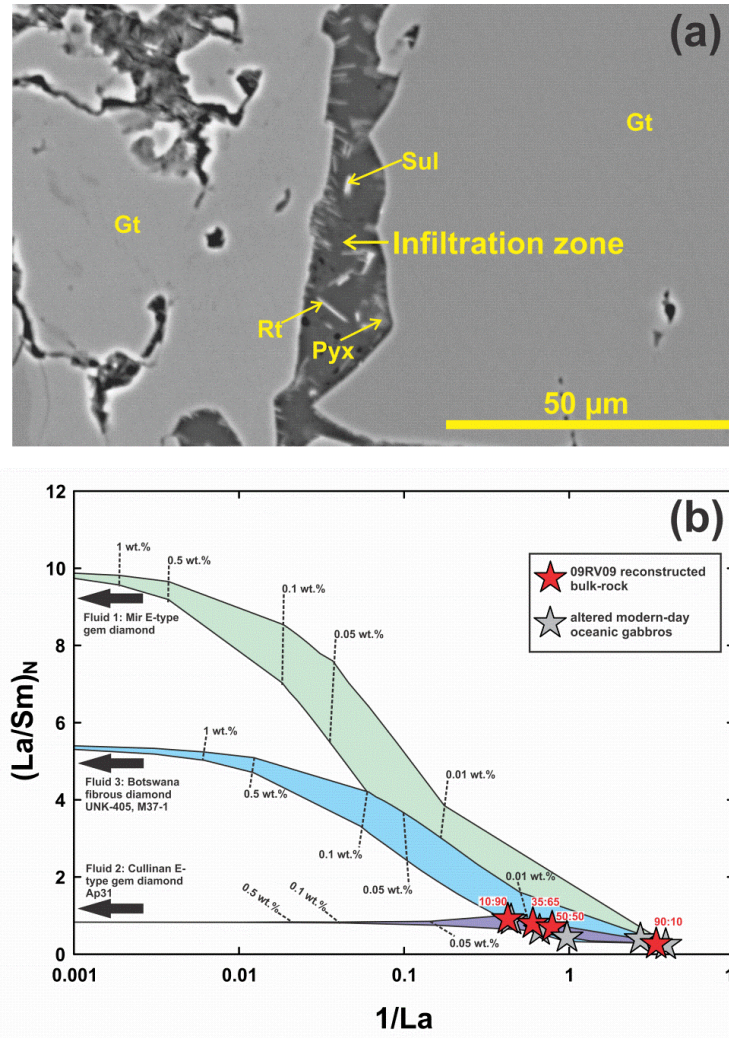 (a)
Gt
Sul
Gt
Infiltration zone
Rt
Pyx
50 µm
(b)
12
10
8
6
4
2
0
(La/Sm)N
1 wt.%
0.5 wt.%
0.1 wt.%
0.05 wt.%
0.01 wt.%
Fluid 1: Mir E-type
gem diamond
1 wt.%
0.5 wt.%
0.1 wt.%
0.05 wt.%
0.01 wt.%
Fluid 3: Botswana
fibrous diamond
UNK-405, M37-1
Fluid 2: Cullinan E-
type gem diamond
Ap31
0.5 wt.%
0.1 wt.%
0.05 wt.%
10:90
35:65
50:50
90:10
09RV09 reconstructed
bulk-rock
altered modern-day
oceanic gabbros
0.001
0.01
0.1
1
1/La